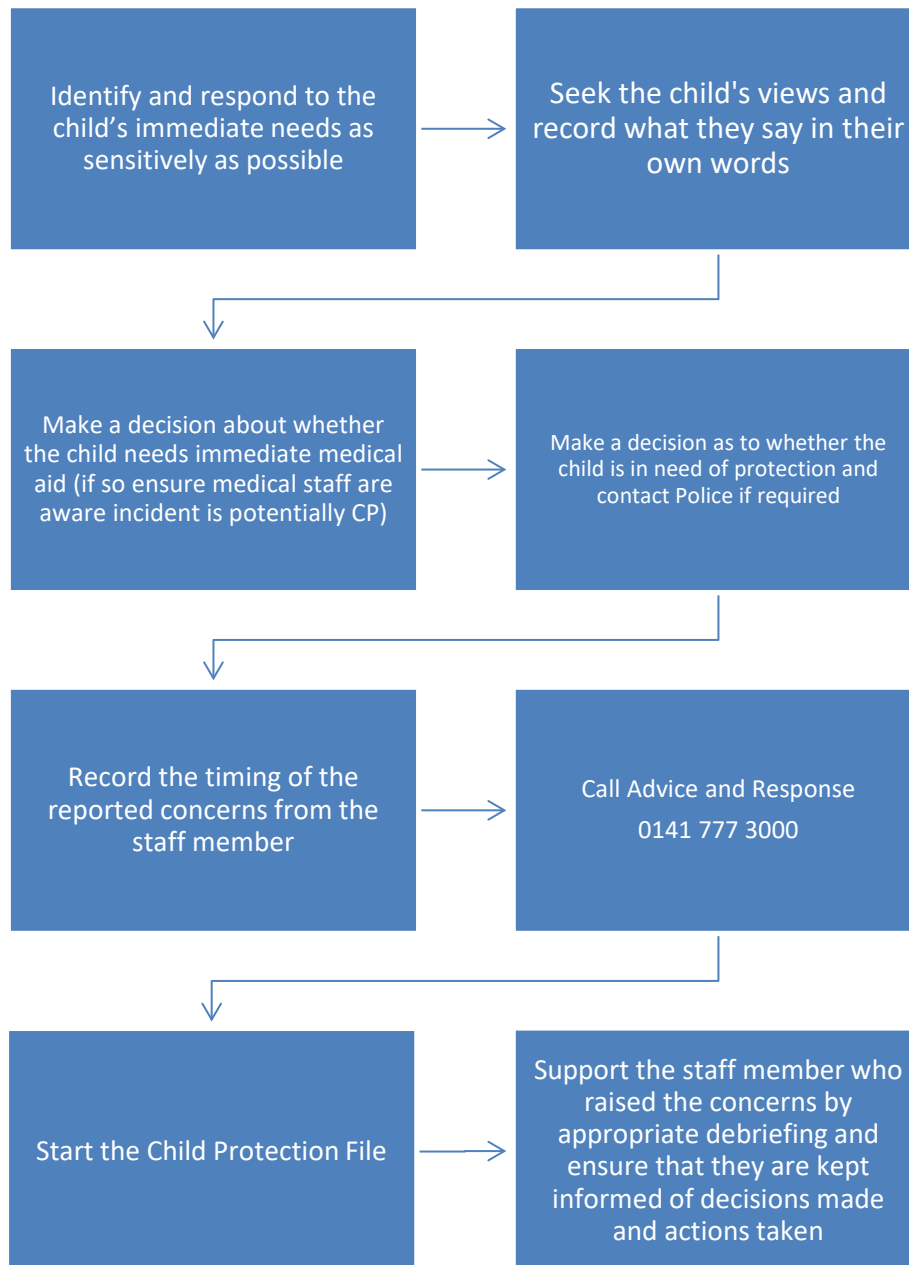 Identify and respond to the
child’s immediate needs as
sensitively as possible
Seek the child's views and
record what they say in their
own words
Make a decision about whether
the child needs immediate medical
aid (if so ensure medical staff are
aware incident is potentially CP)
Make a decision as to whether the
child is in need of protection and
contact Police if required
Record the timing of the
reported concerns from the
staff member
Call Advice and Response
0141 777 3000
Start the Child Protection File
Support the staff member who
raised the concerns by
appropriate debriefing and
ensure that they are kept
informed of decisions made
and actions taken